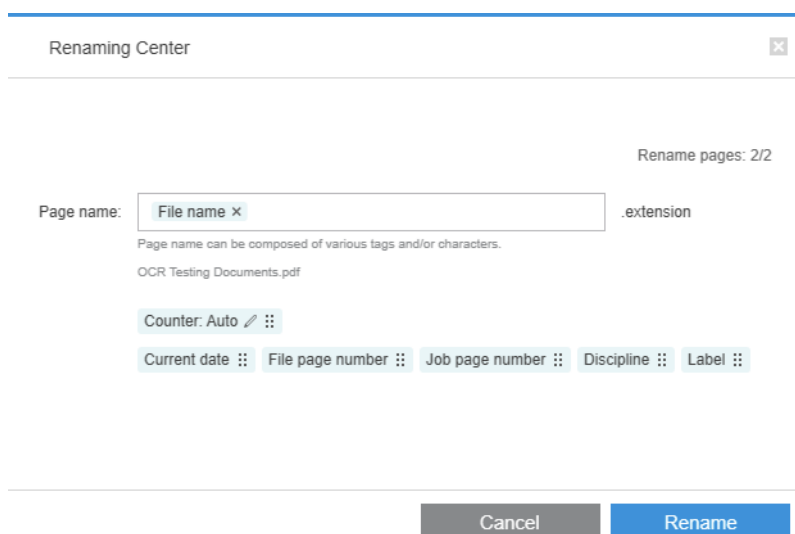 Renaming Center
Rename pages: 2/2
Page name: File name × .extension
Page name can be composed of various tags and/or characters.
OCR Testing Documents.pdf
Counter: Auto
Current date File page number Job page number Discipline Label
Cancel Rename